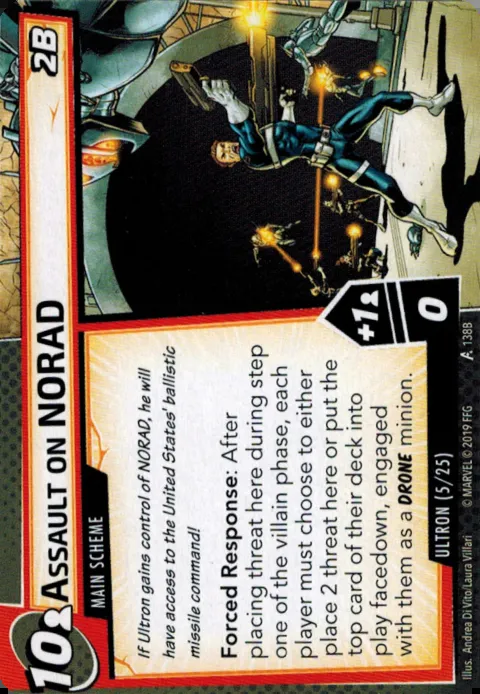 10 ASSAULT ON NORAD 2B
MAIN SCHEME
If Ultron gains control of NORAD, he will
have access to the United States' ballistic
missile command!
Forced Response: After
placing threat here during step
one of the villain phase, each
player must choose to either
place 2 threat here or put the
top card of their deck into
play facedown, engaged
with them as a DRONE minion.
+1
0
ULTRON (5/25)
Illus. Andrea Di Vito/Laura Villari © MARVEL © 2019 FFG A 138B